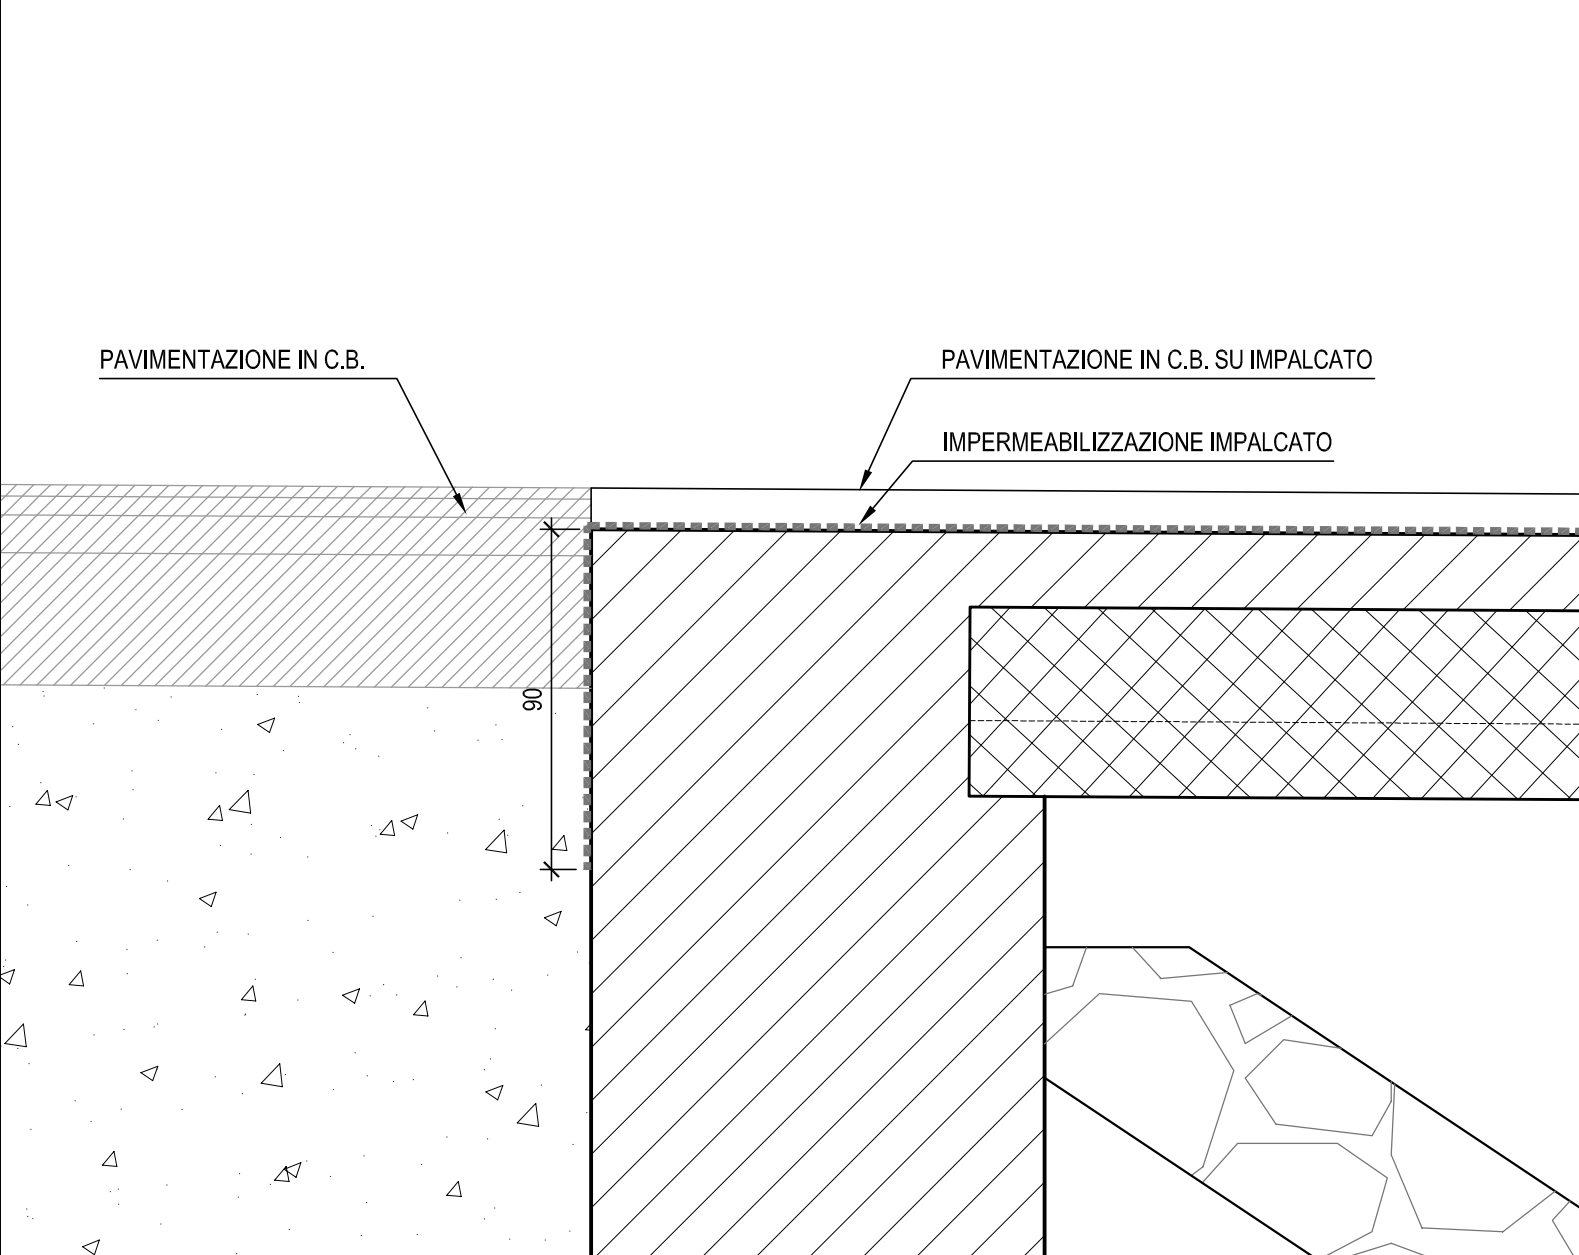 PAVIMENTAZIONE IN C.B.
PAVIMENTAZIONE IN C.B. SU IMPALCATO
IMPERMEABILIZZAZIONE IMPALCATO
90